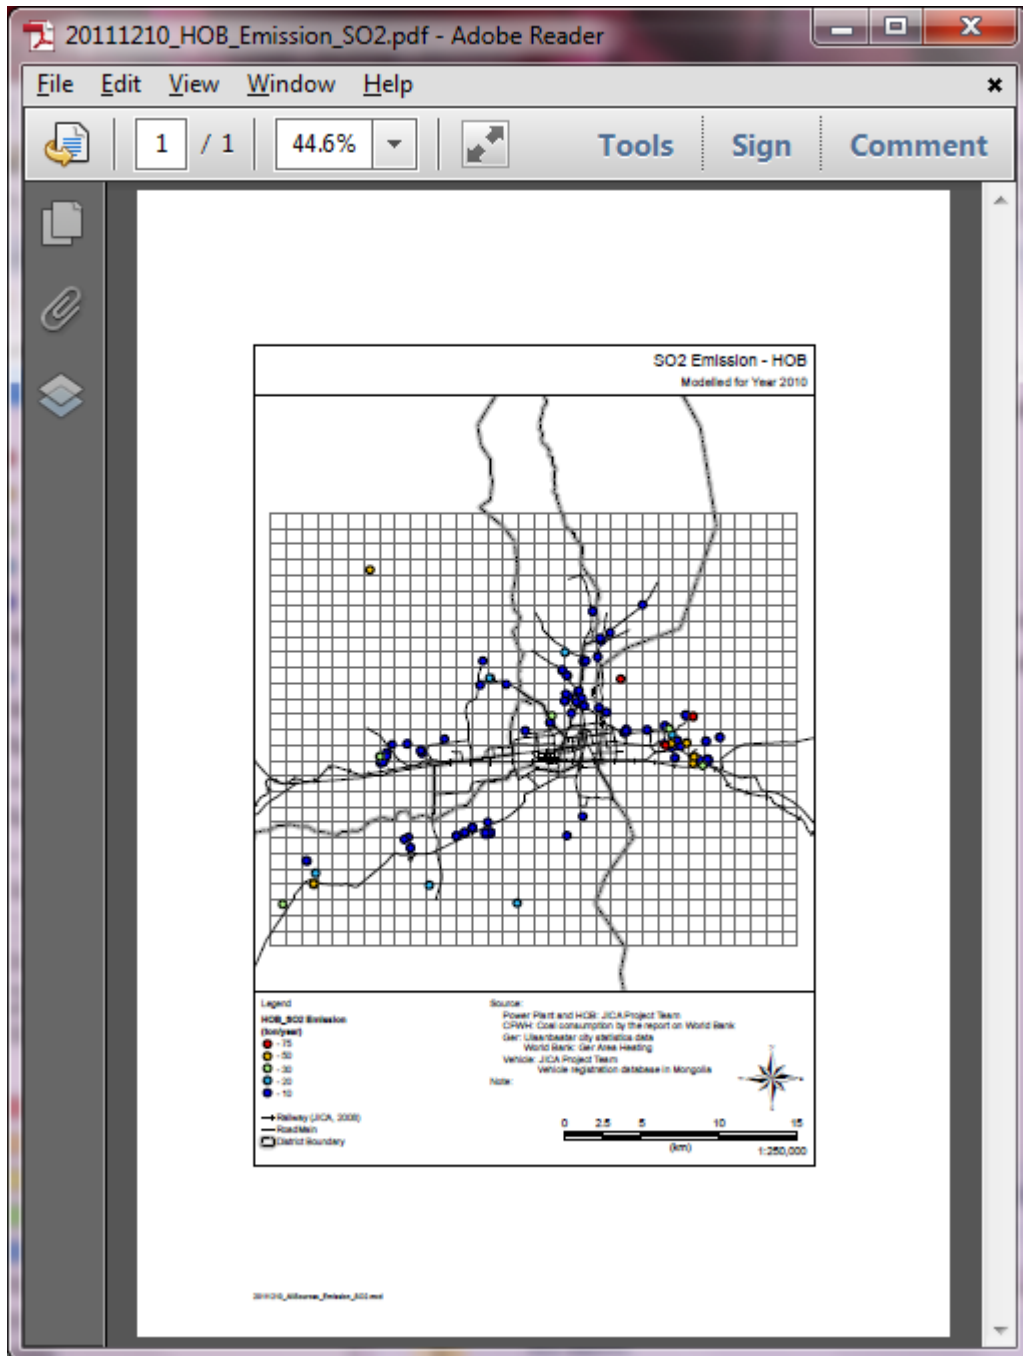 20111210_HOB_Emission_SO2.pdf - Adobe Reader
File Edit View Window Help
1 / 1 44.6% Tools Sign Comment
SO2 Emission - HOB
Modelled for Year 2010
Legend
HOB_SO2 Emission
(ton/year)
- 75
- 50
- 30
- 20
- 10
Railway (JICA, 2008)
RoadMain
District Boundary
Source:
Power Plant and HOB: JICA Project Team
CFWH: Coal consumption by the report on World Bank
Ger: Ulaanbaatar city statistics data
World Bank: Ger Area Heating
Vehicle: JICA Project Team
Vehicle registration database in Mongolia
Note:
0 2.5 5 10 15
(km)
1:250,000
20111210_AllSources_Emission_SO2.mxd